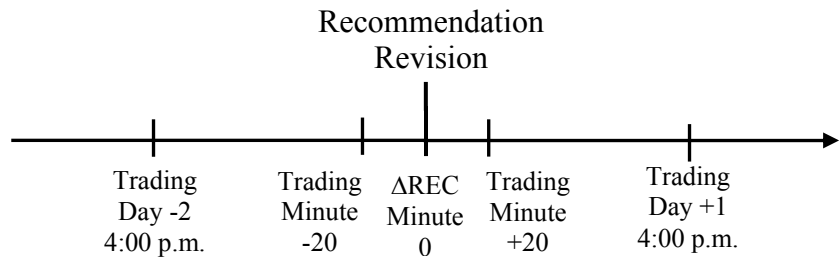 Recommendation
Revision
Trading
Day -2
4:00 p.m.
Trading
Minute
-20
ΔREC
Minute
0
Trading
Minute
+20
Trading
Day +1
4:00 p.m.